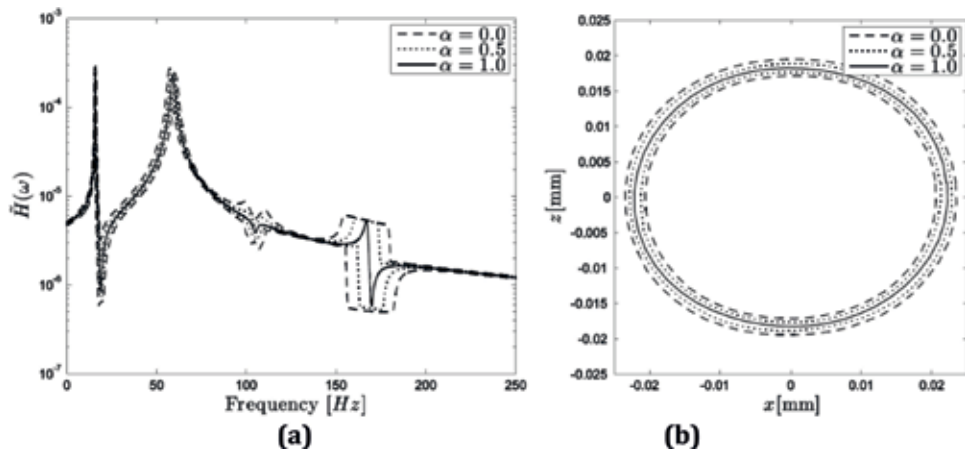 10⁻³
10⁻⁴
10⁻⁵
10⁻⁶
10⁻⁷
H̃(ω)
α = 0.0
α = 0.5
α = 1.0
0 50 100 150 200 250
Frequency [Hz]
(a)
0.025
0.02
0.015
0.01
0.005
0
-0.005
-0.01
-0.015
-0.02
-0.025
z[mm]
α = 0.0
α = 0.5
α = 1.0
-0.02 -0.01 0 0.01 0.02
x[mm]
(b)